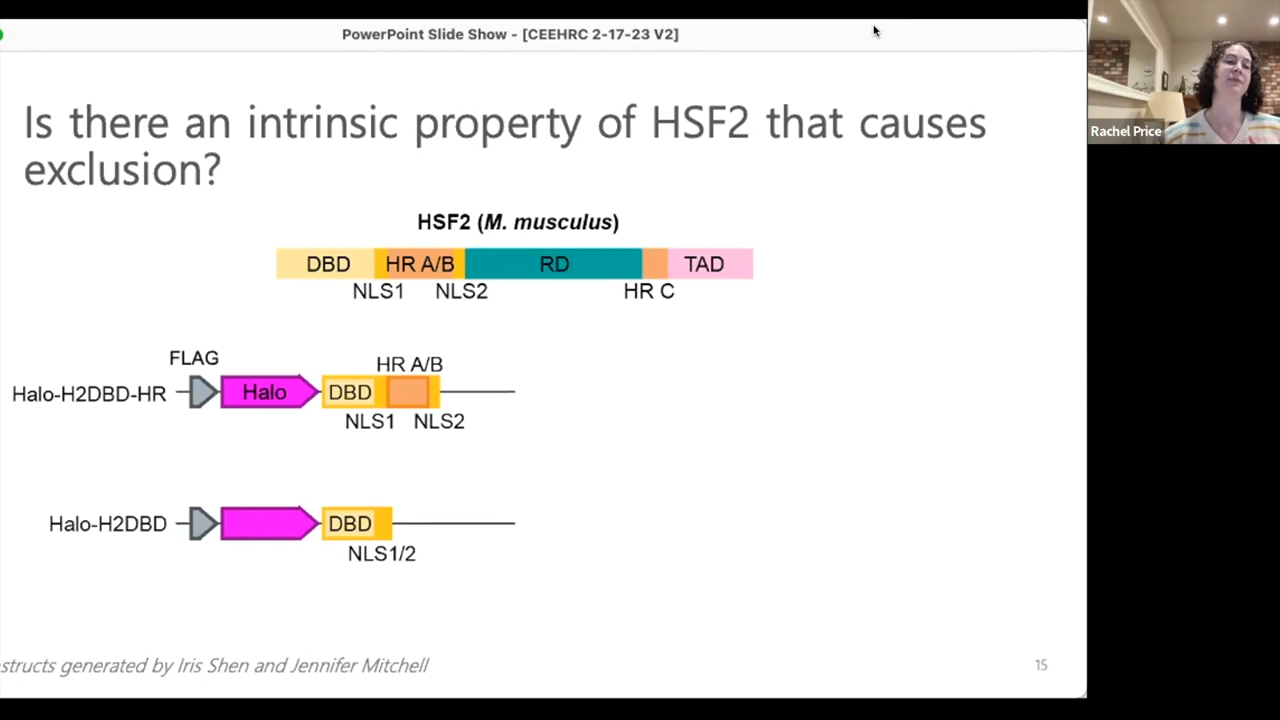 PowerPoint Slide Show - [CEEHRC 2-17-23 V2]
Rachel Price
Is there an intrinsic property of HSF2 that causes
exclusion?
HSF2 (M. musculus)
DBD HR A/B RD TAD
NLS1 NLS2 HR C
FLAG
HR A/B
Halo-H2DBD-HR Halo DBD
NLS1 NLS2
Halo-H2DBD DBD
NLS1/2
structs generated by Iris Shen and Jennifer Mitchell
15